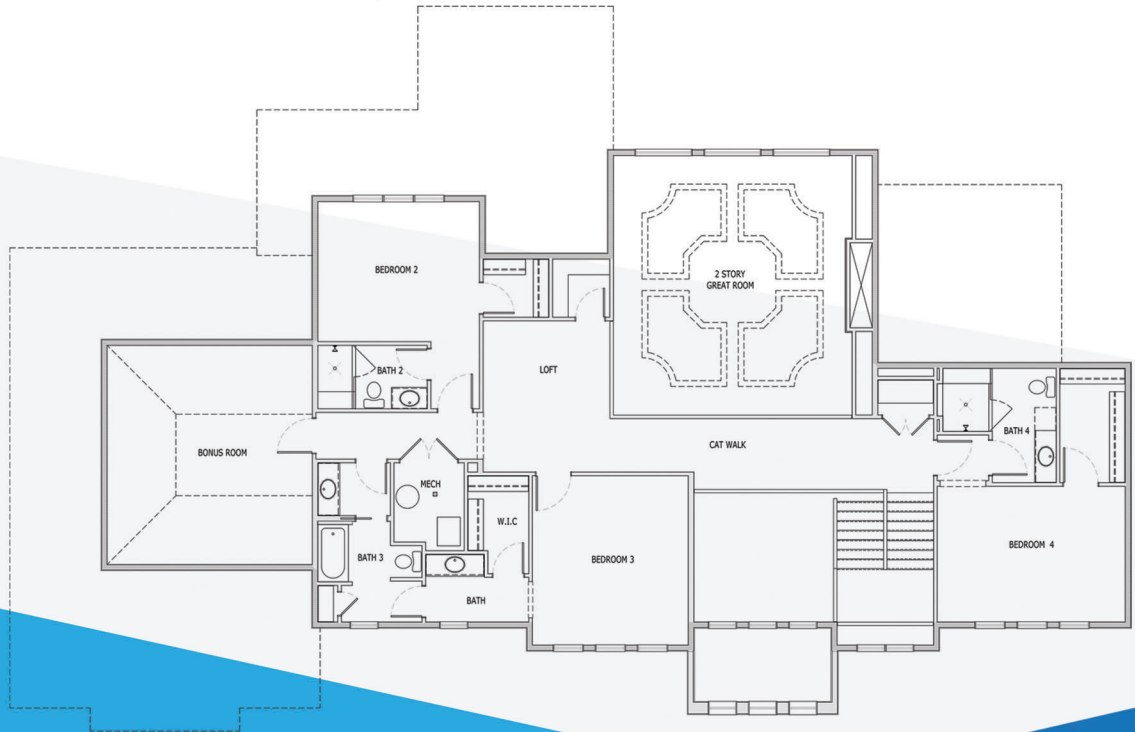 BEDROOM 2
2 STORY
GREAT ROOM
BATH 2
LOFT
BATH 4
CAT WALK
BONUS ROOM
MECH
W.I.C
BEDROOM 4
BATH 3
BEDROOM 3
BATH